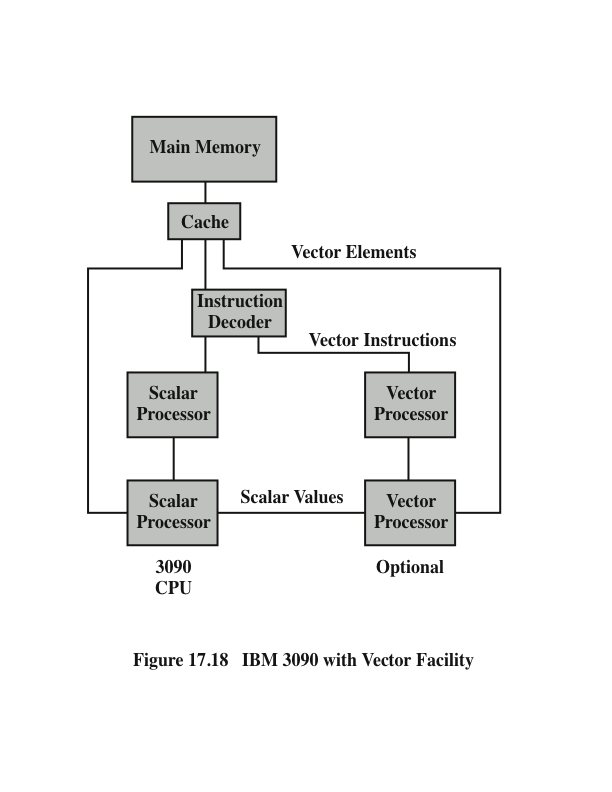 Main Memory
Cache
Vector Elements
Instruction
Decoder
Vector Instructions
Scalar
Processor
Vector
Processor
Scalar
Processor
Scalar Values
Vector
Processor
3090
CPU
Optional
Figure 17.18 IBM 3090 with Vector Facility